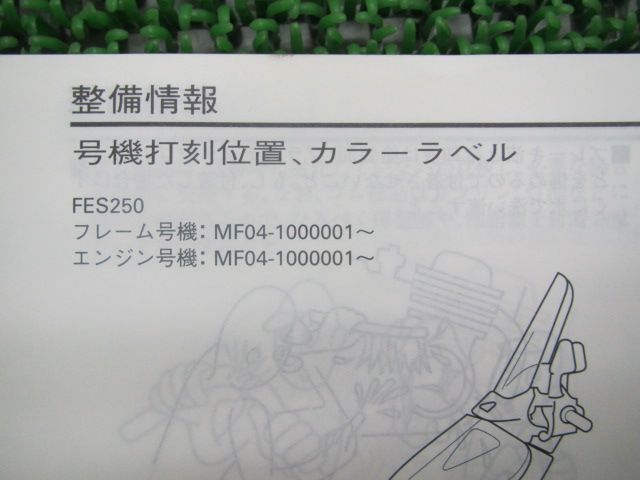 整備情報
号機打刻位置、カラーラベル
FES250
フレーム号機：MF04-1000001〜
エンジン号機：MF04-1000001〜